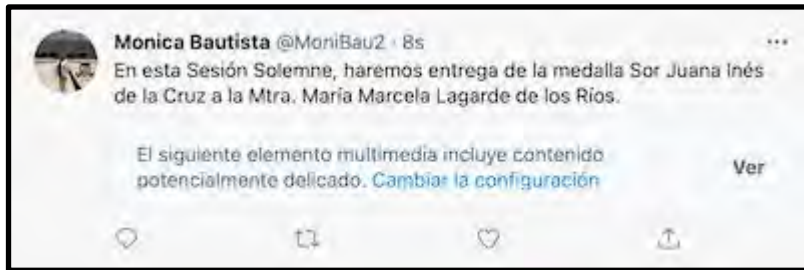 Monica Bautista @MoniBau2 · 8s
En esta Sesión Solemne, haremos entrega de la medalla Sor Juana Inés
de la Cruz a la Mtra. María Marcela Lagarde de los Ríos.
El siguiente elemento multimedia incluye contenido
potencialmente delicado. Cambiar la configuración
Ver